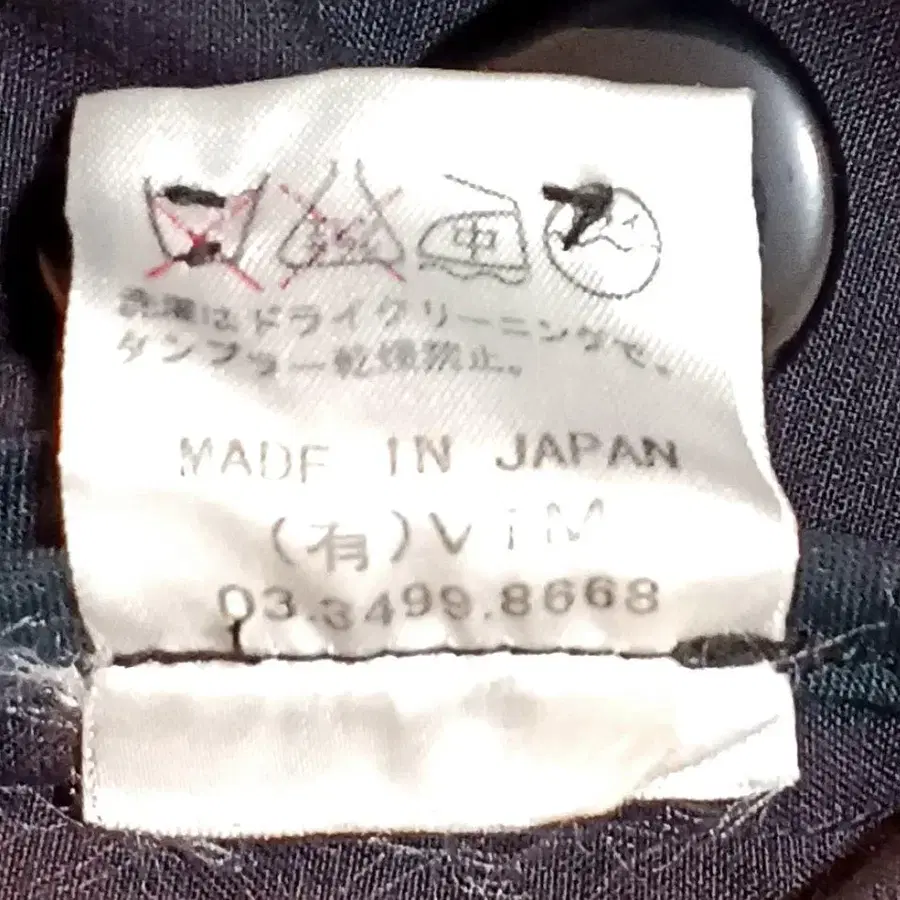 中
洗濯はドライクリーニングで、
タンブラー乾燥禁止。
MADE IN JAPAN
(有)ViM
03.3499.8668